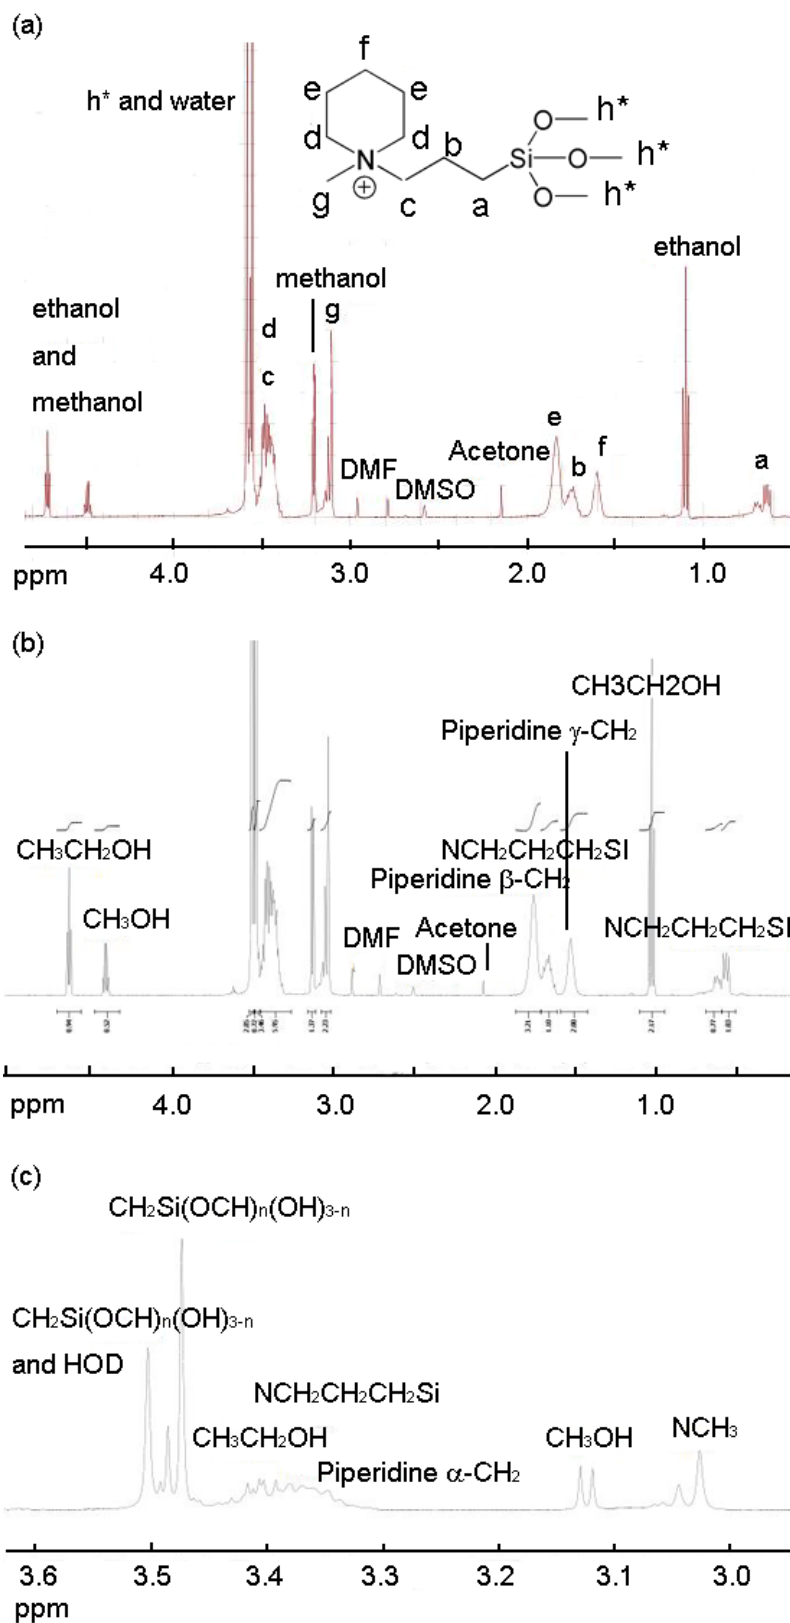 (a)
f
h* and water
e
e
d
d
b
O
h*
N
Si
O
h*
⊕
g
c
a
O
h*
ethanol
methanol
ethanol
and
methanol
d
c
g
e
Acetone
f
b
a
DMF
DMSO
ppm 4.0 3.0 2.0 1.0
(b)
CH3CH2OH
Piperidine γ-CH₂
CH₃CH₂OH
NCH₂CH₂CH₂SI
Piperidine β-CH₂
CH₃OH
Acetone
NCH₂CH₂CH₂SI
DMF
DMSO
ppm 4.0 3.0 2.0 1.0
(c)
CH₂Si(OCH)ₙ(OH)₃₋ₙ
CH₂Si(OCH)ₙ(OH)₃₋ₙ
and HOD
NCH₂CH₂CH₂Si
CH₃CH₂OH
CH₃OH
NCH₃
Piperidine α-CH₂
3.6 3.5 3.4 3.3 3.2 3.1 3.0
ppm